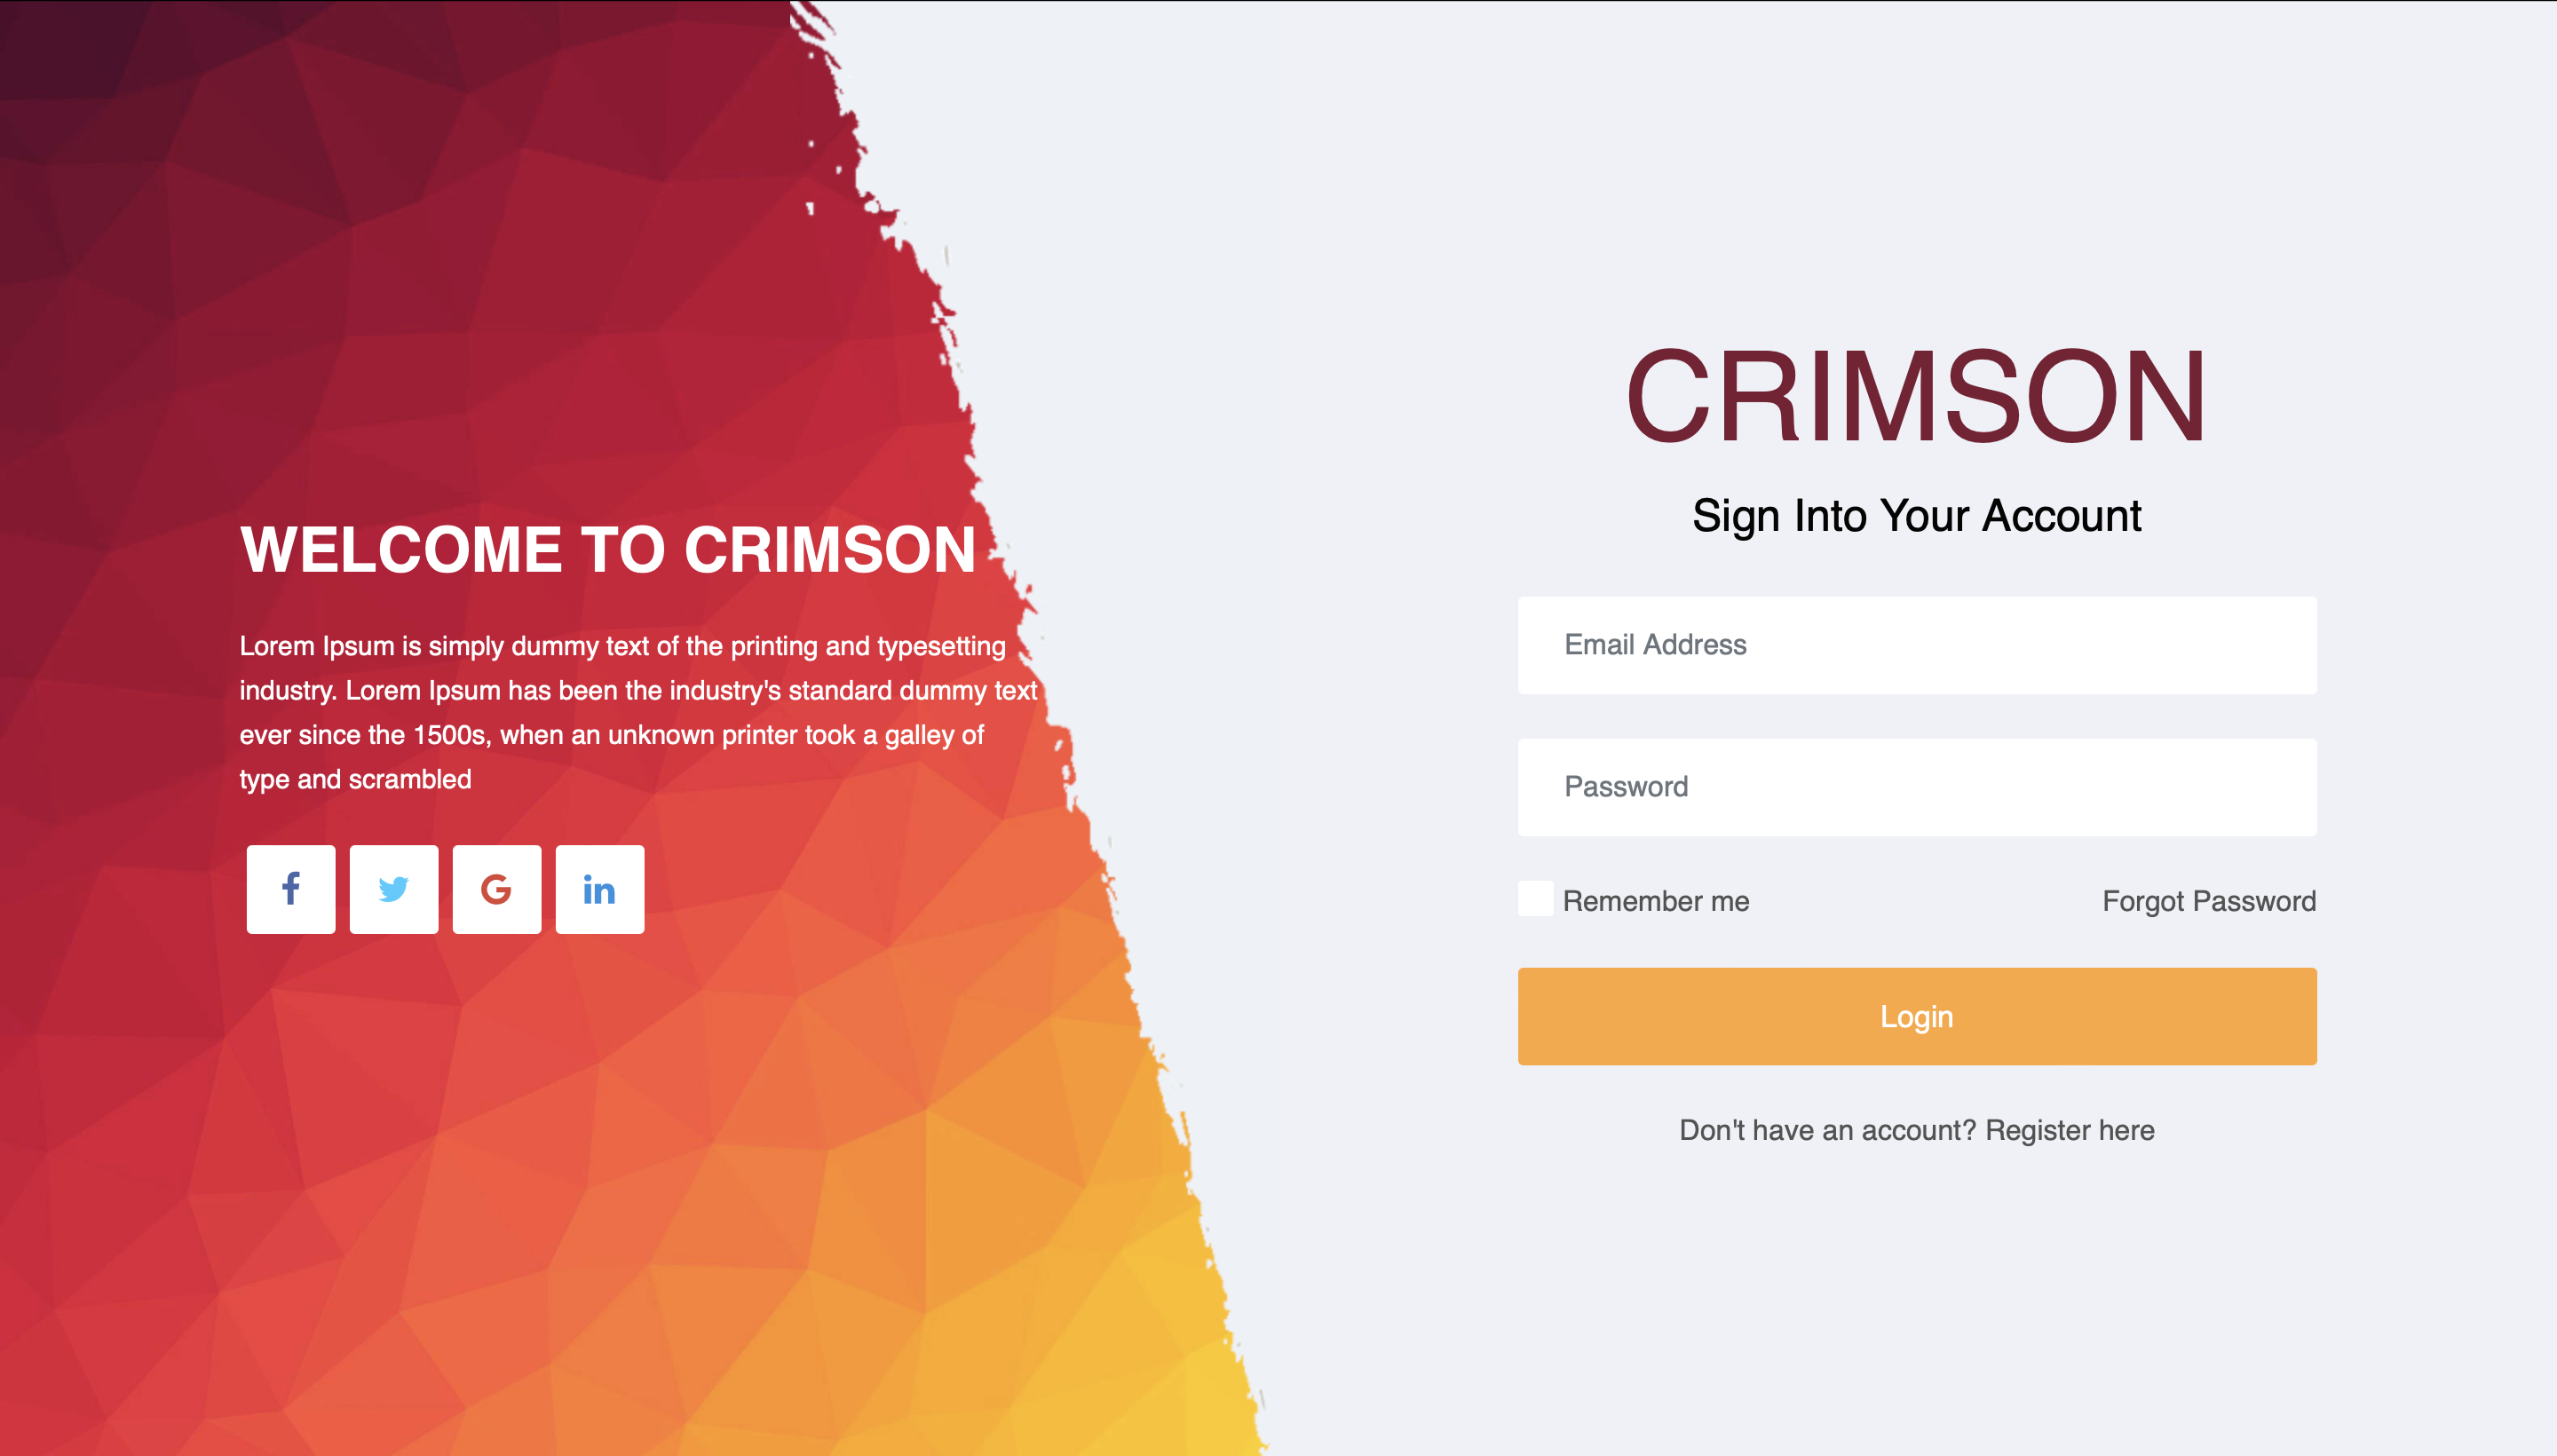 WELCOME TO CRIMSON
Lorem Ipsum is simply dummy text of the printing and typesetting
industry. Lorem Ipsum has been the industry's standard dummy text
ever since the 1500s, when an unknown printer took a galley of
type and scrambled
CRIMSON
Sign Into Your Account
Email Address
Password
Remember me
Forgot Password
Login
Don't have an account? Register here